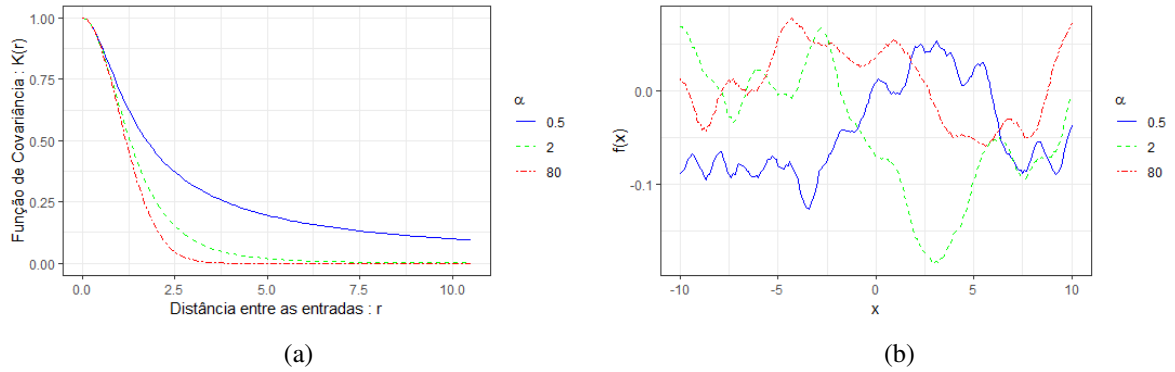 1.00
0.75
0.50
0.25
0.00
Função de Covariância : K(r)
0.0
2.5
5.0
7.5
10.0
Distância entre as entradas : r
α
0.5
2
80
(a)
0.0
-0.1
f(x)
-10
-5
0
5
10
x
α
0.5
2
80
(b)